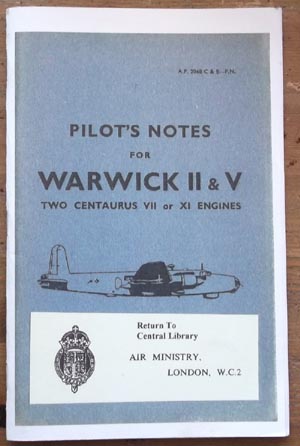 A.P. 2068 C & E—P.N.
PILOT'S NOTES
FOR
WARWICK II & V
TWO CENTAURUS VII or XI ENGINES
Return To
Central Library
AIR MINISTRY,
LONDON, W.C.2